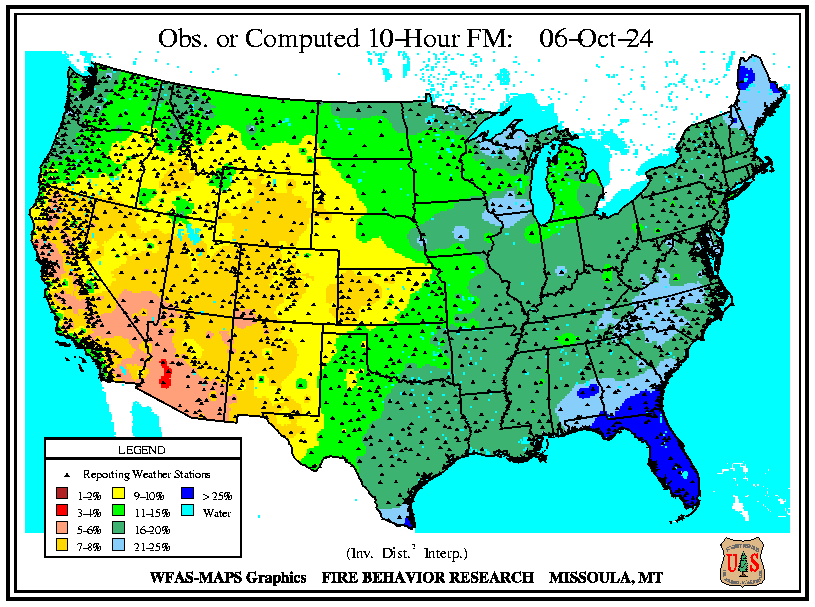 Obs. or Computed 10-Hour FM: 06-Oct-24
LEGEND
Reporting Weather Stations
1-2% 9-10% > 25%
3-4% 11-15% Water
5-6% 16-20%
7-8% 21-25%
(Inv. Dist.² Interp.)
WFAS-MAPS Graphics FIRE BEHAVIOR RESEARCH MISSOULA, MT
U S